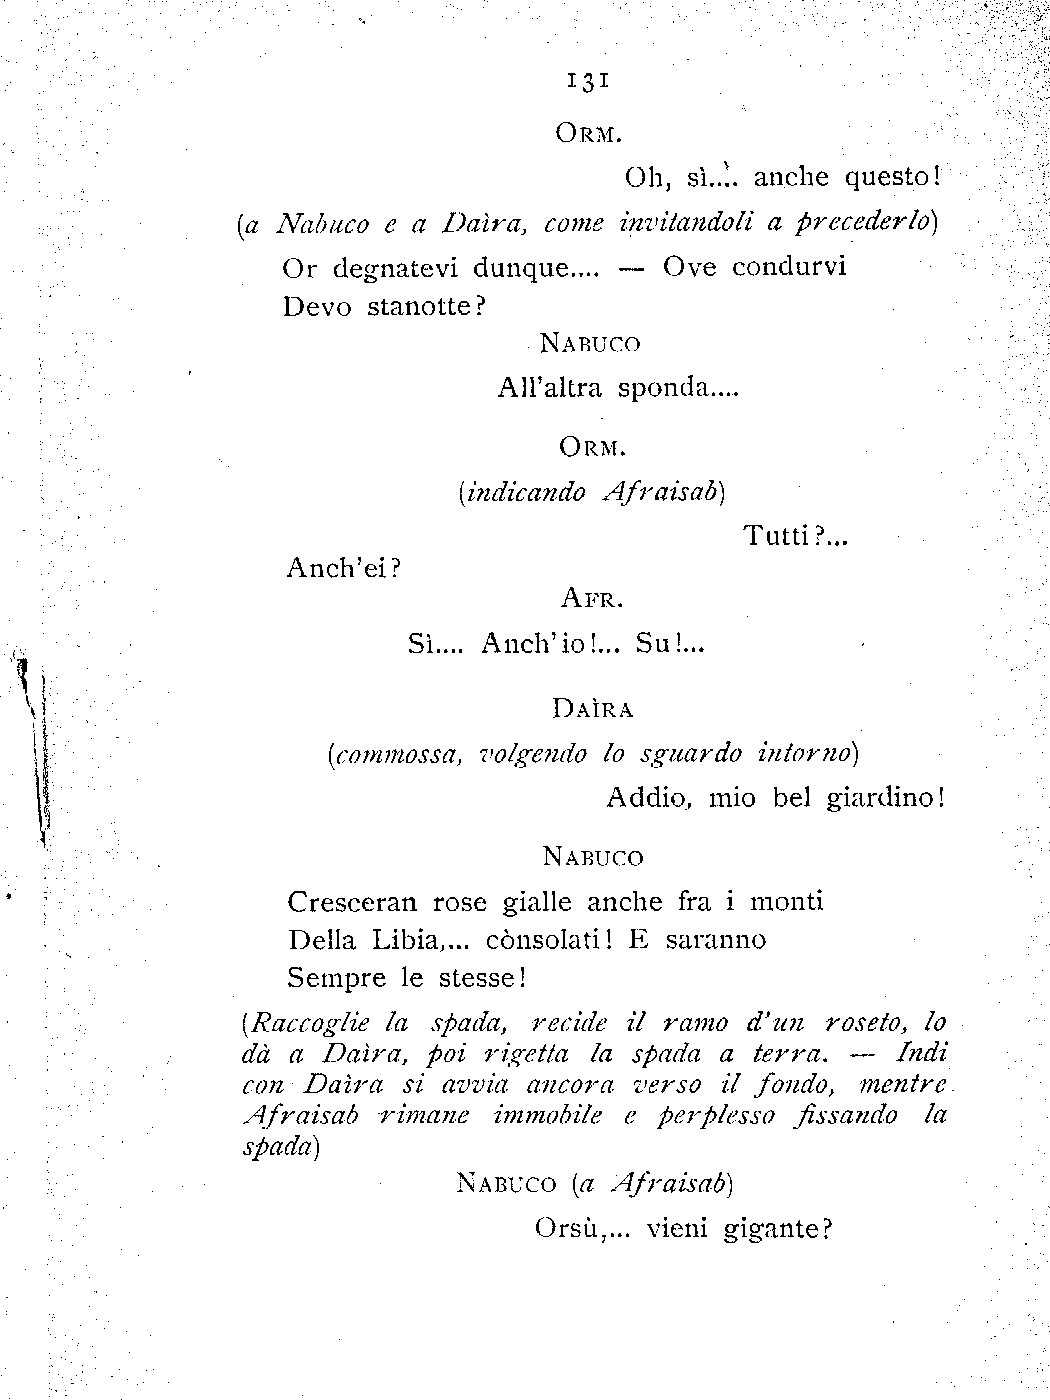 131
ORM.
Oh, sì.... anche questo!
(a Nabuco e a Daìra, come invitandoli a precederlo)
Or degnatevi dunque.... — Ove condurvi
Devo stanotte?
NABUCO
All'altra sponda....
ORM.
(indicando Afraisab)
Tutti?...
Anch'ei?
AFR.
Sì.... Anch'io!... Su!...
DAÌRA
(commossa, volgendo lo sguardo intorno)
Addio, mio bel giardino!
NABUCO
Cresceran rose gialle anche fra i monti
Della Libia,... cònsolati! E saranno
Sempre le stesse!
(Raccoglie la spada, recide il ramo d'un roseto, lo
dà a Daìra, poi rigetta la spada a terra. — Indi
con Daìra si avvia ancora verso il fondo, mentre
Afraisab rimane immobile e perplesso fissando la
spada)
NABUCO (a Afraisab)
Orsù,... vieni gigante?